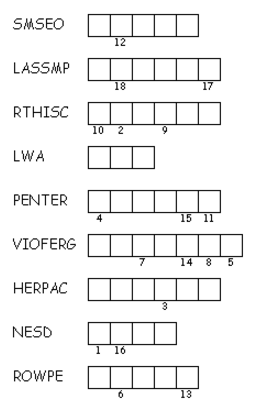 SMSEO
12
LASSMP
18 17
RTHISC
10 2 9
LWA
PENTER
4 15 11
VIOFERG
7 14 8 5
HERPAC
3
NESD
1 16
ROWPE
6 13